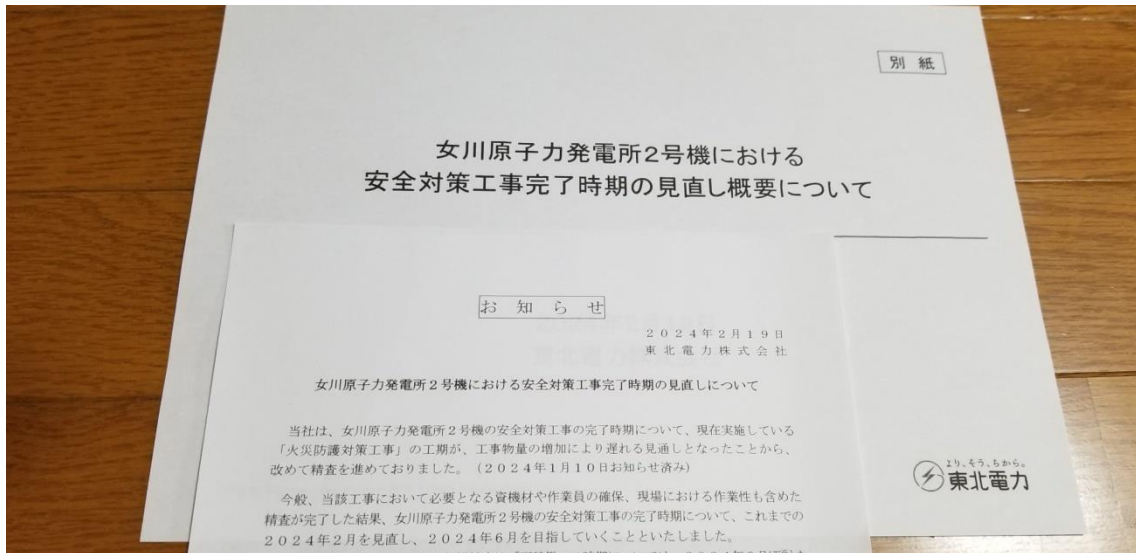 別 紙
女川原子力発電所2号機における
安全対策工事完了時期の見直し概要について
お 知 ら せ
2024年2月19日
東北電力株式会社
女川原子力発電所2号機における安全対策工事完了時期の見直しについて
当社は、女川原子力発電所2号機の安全対策工事の完了時期について、現在実施している
「火災防護対策工事」の工期が、工事物量の増加により遅れる見通しとなったことから、
改めて精査を進めておりました。(2024年1月10日お知らせ済み)
今般、当該工事において必要となる資機材や作業員の確保、現場における作業性も含めた
精査が完了した結果、女川原子力発電所2号機の安全対策工事の完了時期について、これまでの
2024年2月を見直し、2024年6月を目指していくことといたしました。
より、そう、ちから。
東北電力